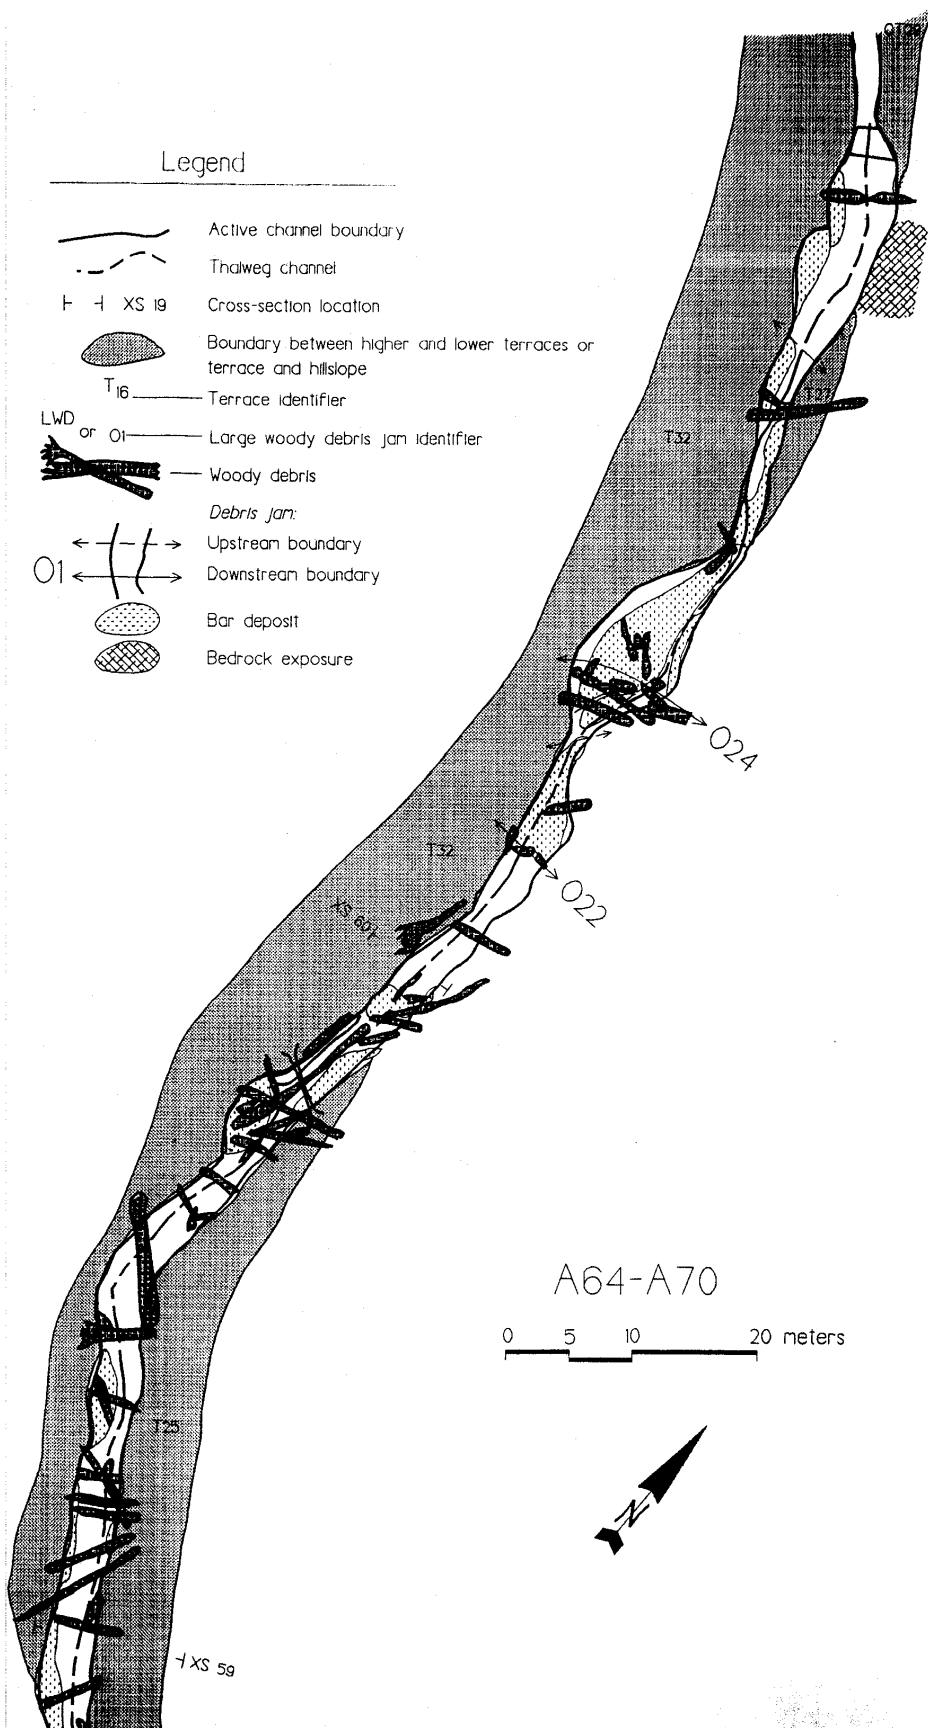 Legend
Active channel boundary
Thalweg channel
XS 19 Cross-section location
Boundary between higher and lower terraces or
terrace and hillslope
T16 Terrace identifier
LWD
or O1 Large woody debris jam identifier
Woody debris
Debris jam:
Upstream boundary
O1 Downstream boundary
Bar deposit
Bedrock exposure
T32
O24
T32
O22
XS 60
A64-A70
0 5 10 20 meters
T25
N
XS 59